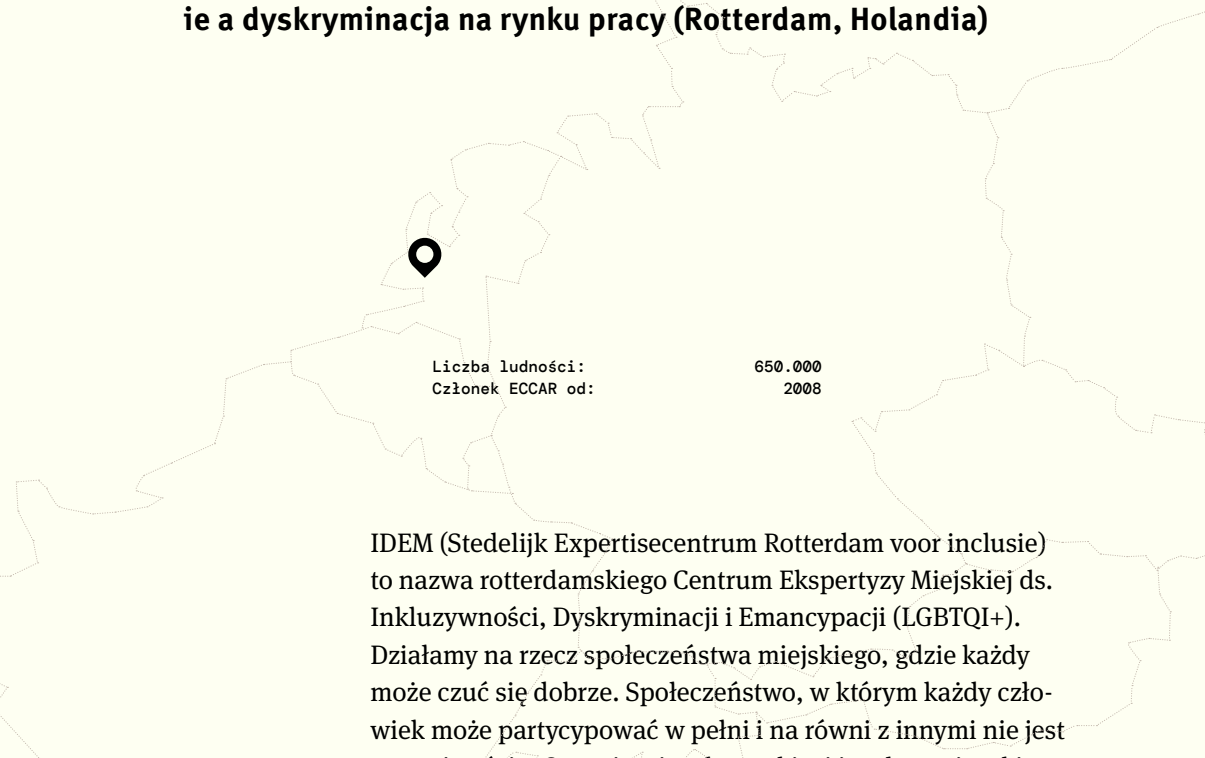 ie a dyskryminacja na rynku pracy (Rotterdam, Holandia)
Liczba ludności: 650.000
Członek ECCAR od: 2008
IDEM (Stedelijk Expertisecentrum Rotterdam voor inclusie)
to nazwa rotterdamskiego Centrum Ekspertyzy Miejskiej ds.
Inkluzywności, Dyskryminacji i Emancypacji (LGBTQI+).
Działamy na rzecz społeczeństwa miejskiego, gdzie każdy
może czuć się dobrze. Społeczeństwo, w którym każdy czło-
wiek może partycypować w pełni i na równi z innymi nie jest